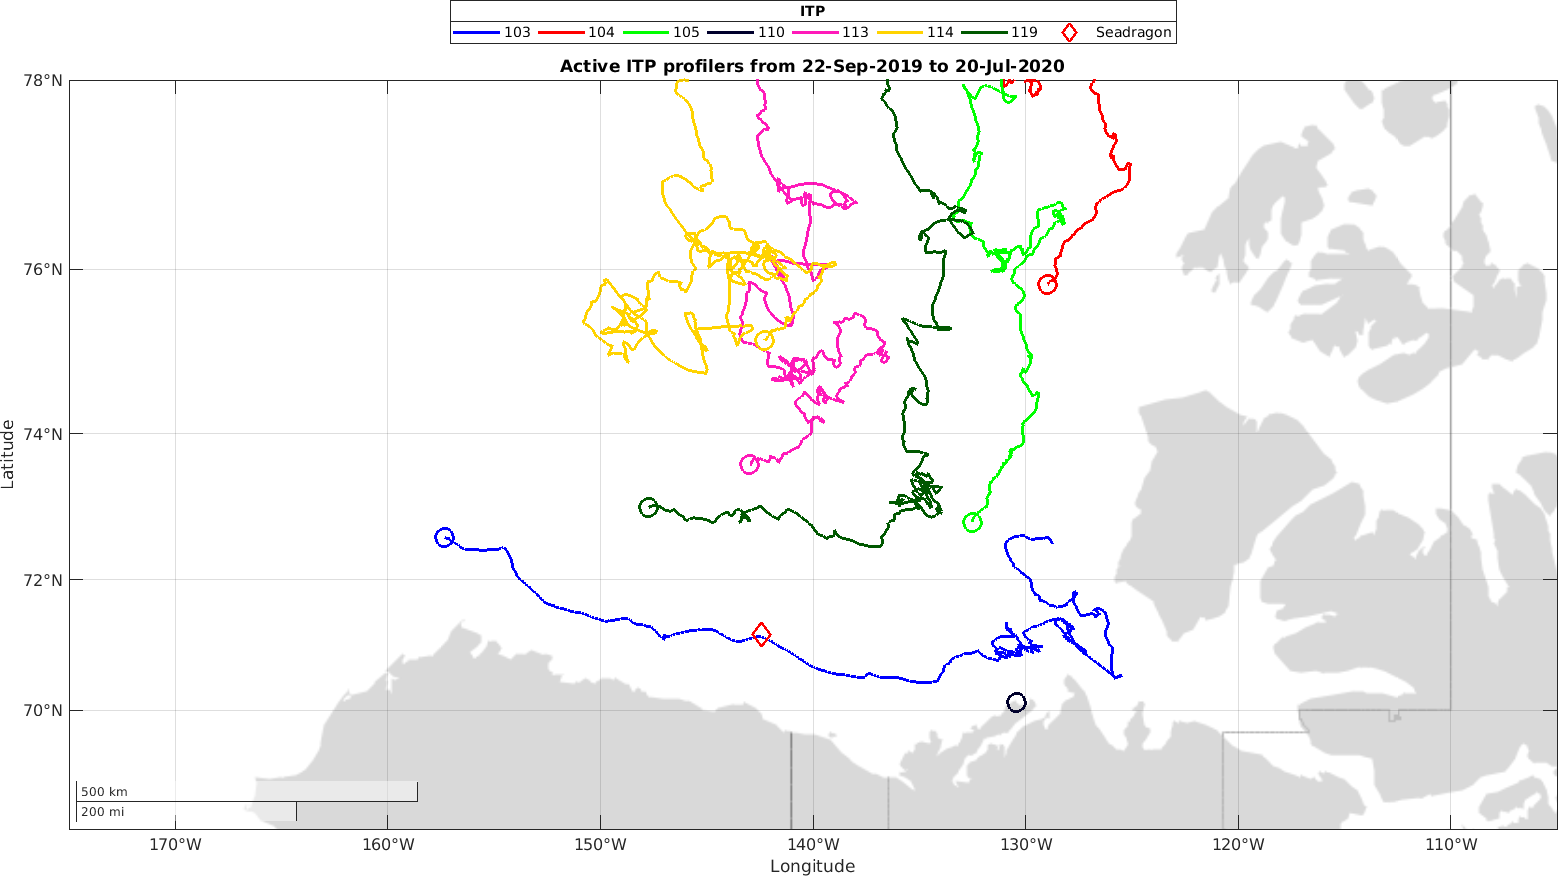 ITP
103 104 105 110 113 114 119 Seadragon
Active ITP profilers from 22-Sep-2019 to 20-Jul-2020
78°N
76°N
74°N
72°N
70°N
Latitude
500 km
200 mi
170°W 160°W 150°W 140°W 130°W 120°W 110°W
Longitude